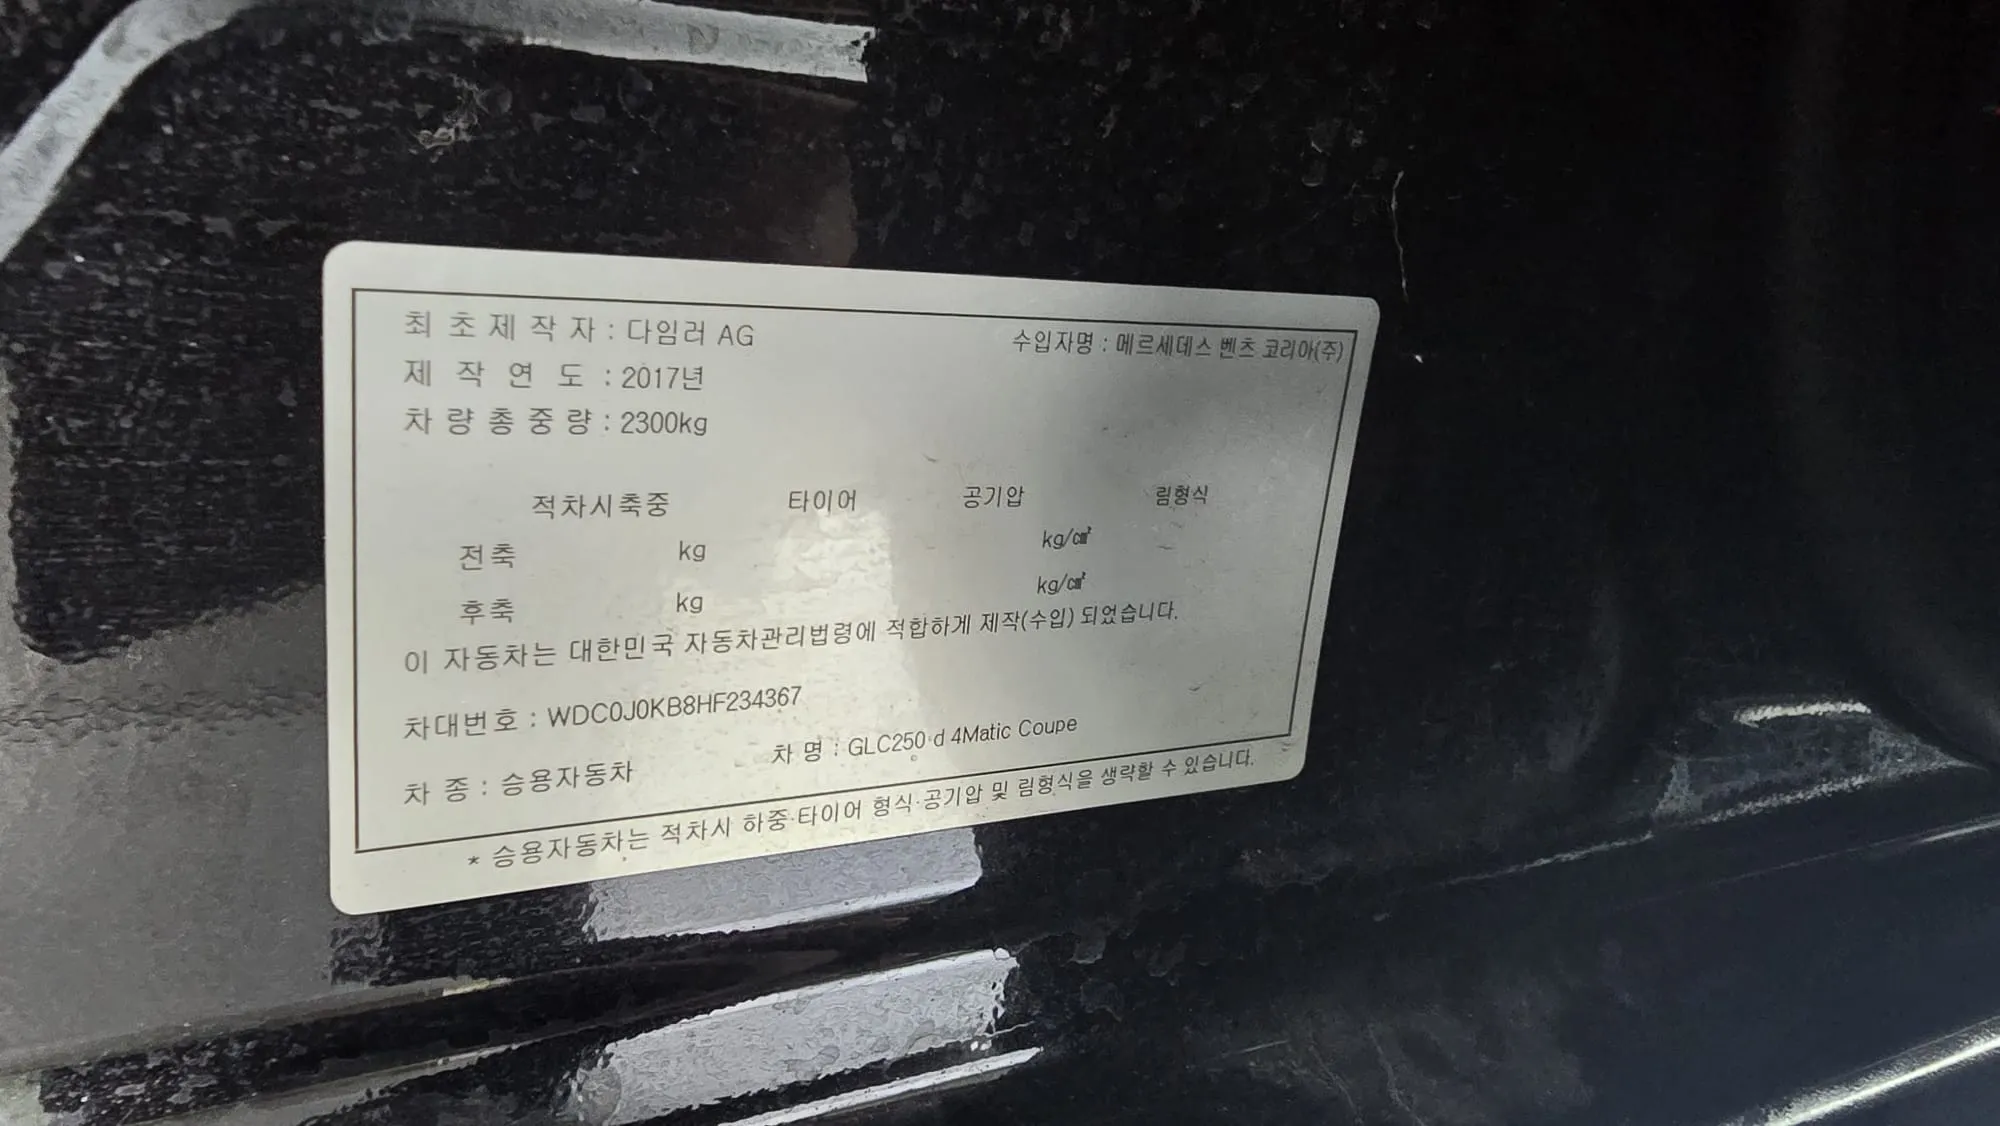 최초제작자 : 다임러 AG
수입자명 : 메르세데스 벤츠 코리아(주)
제작연도 : 2017년
차량총중량 : 2300kg
적차시축중 타이어 공기압 림형식
전축 kg kg/㎠
후축 kg kg/㎠
이 자동차는 대한민국 자동차관리법령에 적합하게 제작(수입) 되었습니다.
차대번호 : WDC0J0KB8HF234367
차종 : 승용자동차 차명 : GLC250 d 4Matic Coupe
* 승용자동차는 적차시 하중·타이어 형식·공기압 및 림형식을 생략할 수 있습니다.